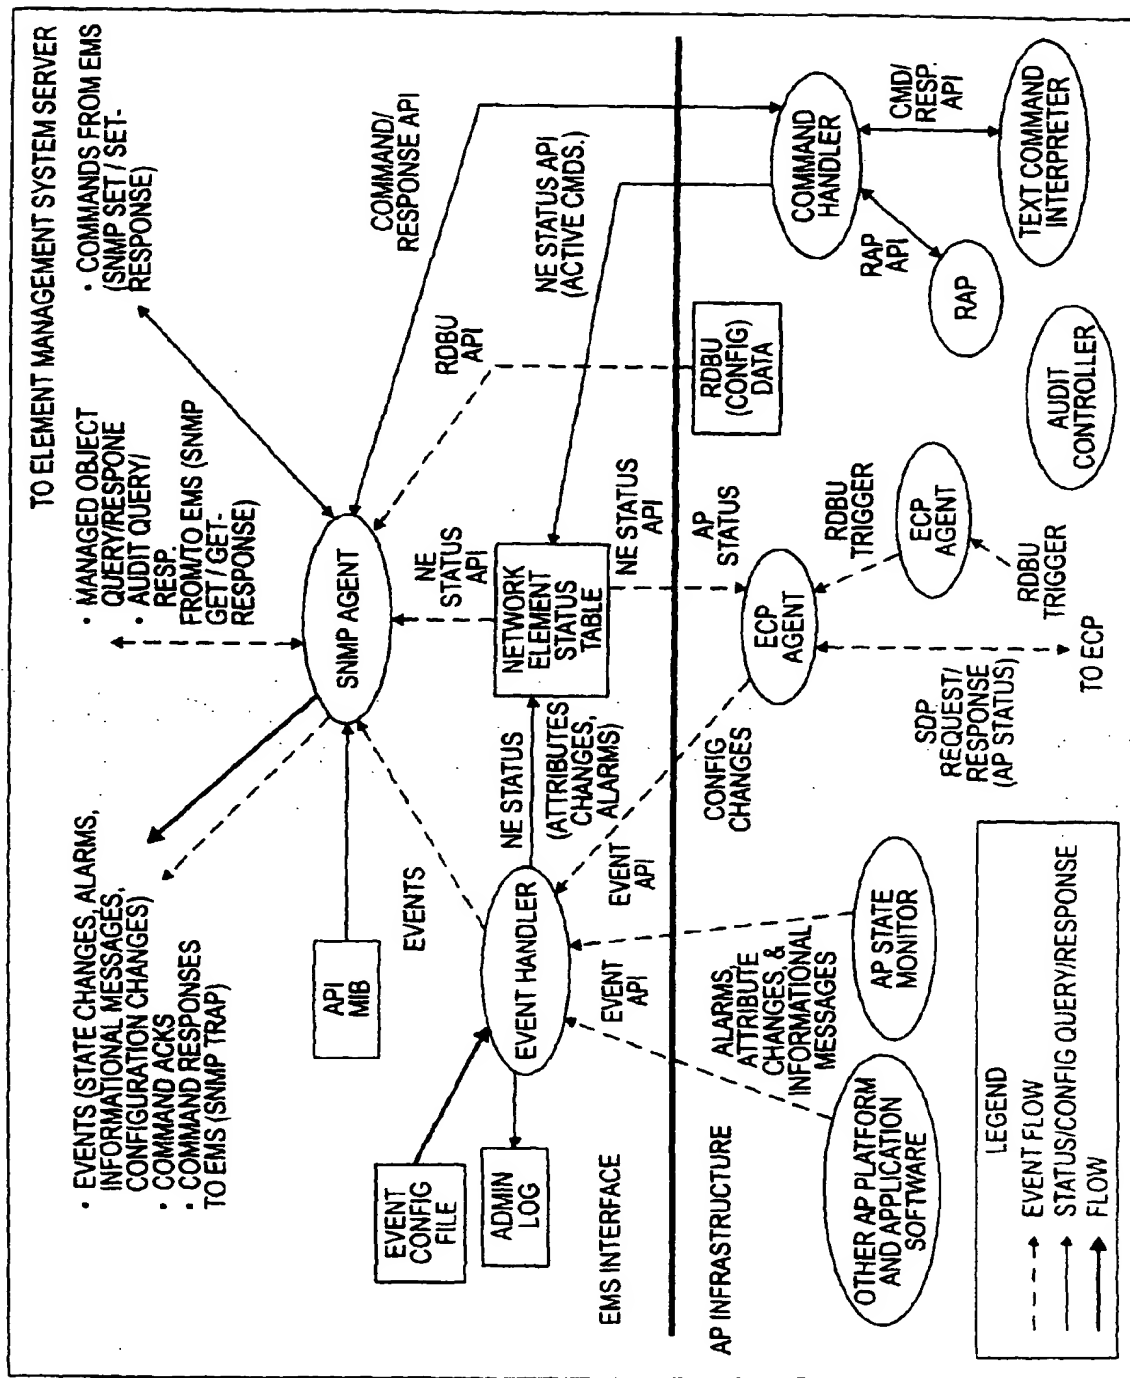 TO ELEMENT MANAGEMENT SYSTEM SERVER
• EVENTS (STATE CHANGES, ALARMS,
INFORMATIONAL MESSAGES,
CONFIGURATION CHANGES)
• COMMAND ACKS
• COMMAND RESPONSES
TO EMS (SNMP TRAP)
• MANAGED OBJECT
QUERY/RESPONE
• AUDIT QUERY/
RESP.
FROM/TO EMS (SNMP
GET / GET-
RESPONSE)
• COMMANDS FROM EMS
(SNMP SET / SET-
RESPONSE)
API
MIB
SNMP AGENT
EVENTS
NE
STATUS
API
RDBU
API
COMMAND/
RESPONSE API
EVENT
CONFIG
FILE
ADMIN
LOG
EVENT HANDLER
NE STATUS
(ATTRIBUTES
CHANGES,
ALARMS)
NETWORK
ELEMENT
STATUS
TABLE
NE STATUS API
(ACTIVE CMDS.)
EMS INTERFACE
EVENT
API
EVENT
API
NE STATUS
API
AP INFRASTRUCTURE
ALARMS,
ATTRIBUTE
CHANGES, &
INFORMATIONAL
MESSAGES
CONFIG
CHANGES
AP
STATUS
RDBU
(CONFIG)
DATA
COMMAND
HANDLER
OTHER AP PLATFORM
AND APPLICATION
SOFTWARE
AP STATE
MONITOR
ECP
AGENT
RDBU
TRIGGER
ECP
AGENT
RAP
API
CMD/
RESP.
API
RAP
TEXT COMMAND
INTERPRETER
SDP
REQUEST/
RESPONSE
(AP STATUS)
RDBU
TRIGGER
TO ECP
AUDIT
CONTROLLER
LEGEND
EVENT FLOW
STATUS/CONFIG QUERY/RESPONSE
FLOW